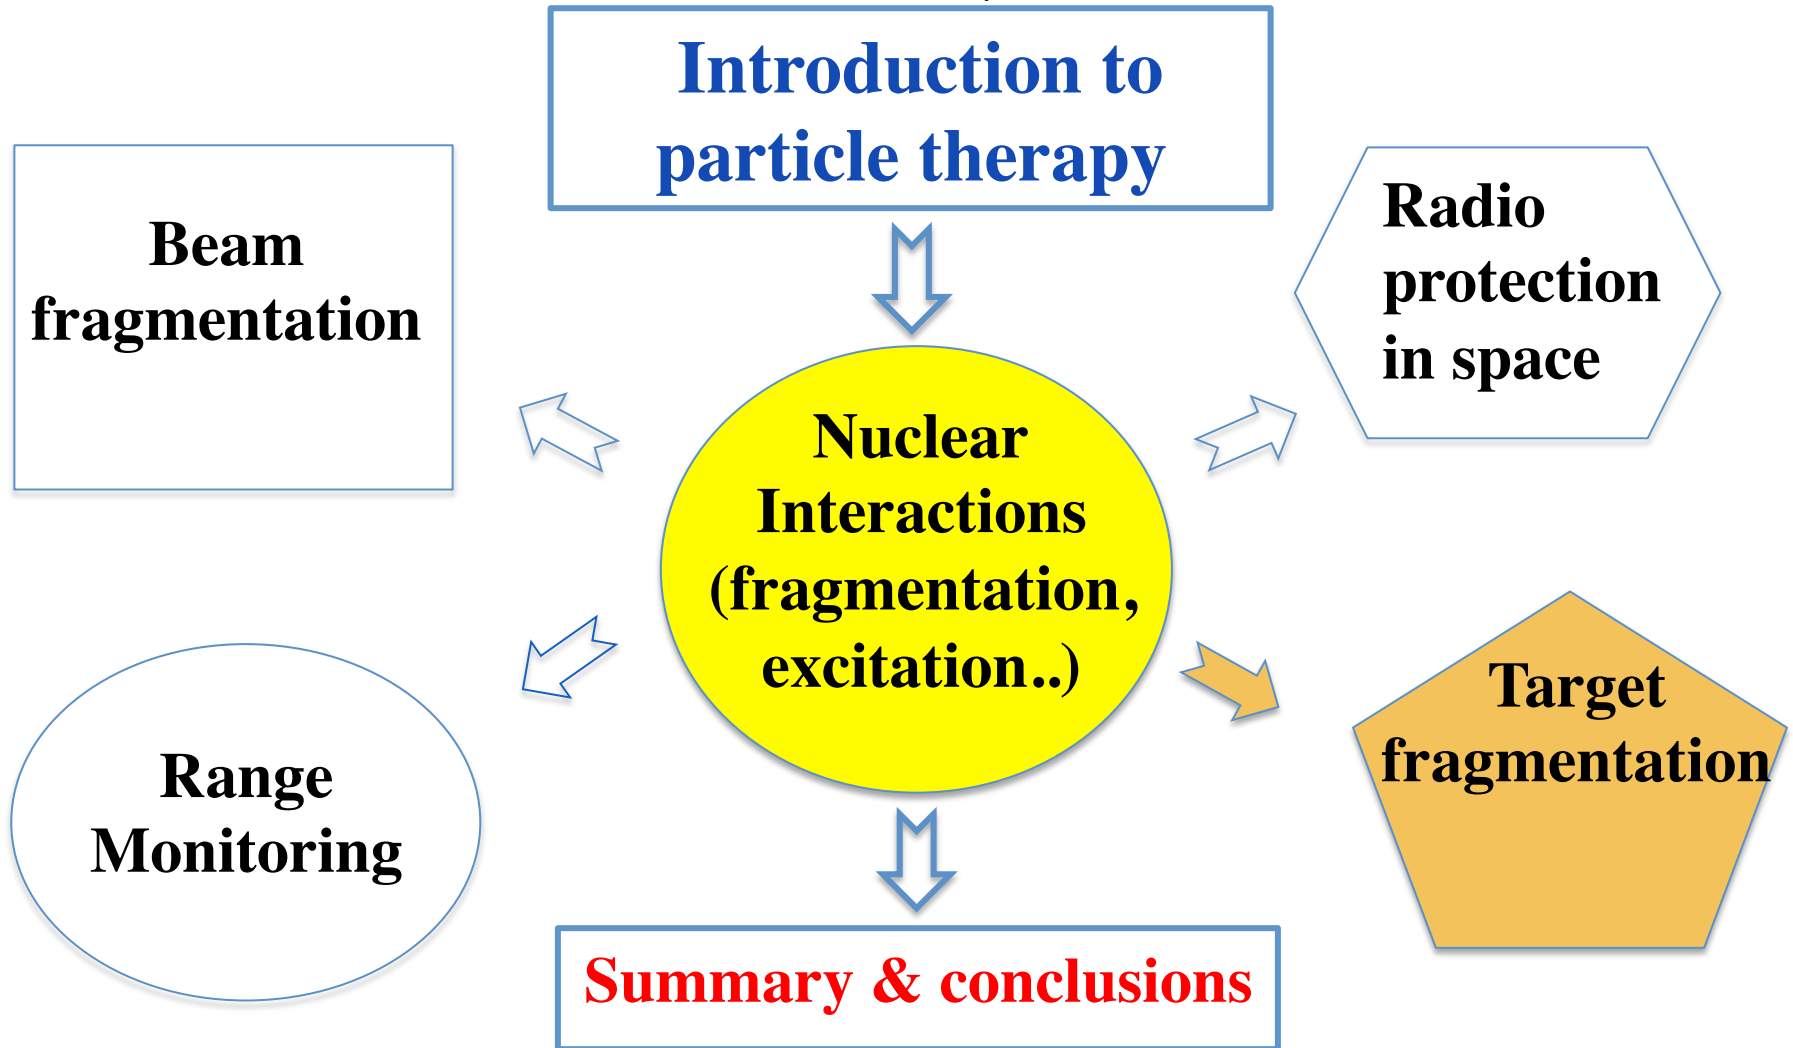 Introduction to
particle therapy
Beam
fragmentation
Radio
protection
in space
Nuclear
Interactions
(fragmentation,
excitation..)
Range
Monitoring
Target
fragmentation
Summary & conclusions